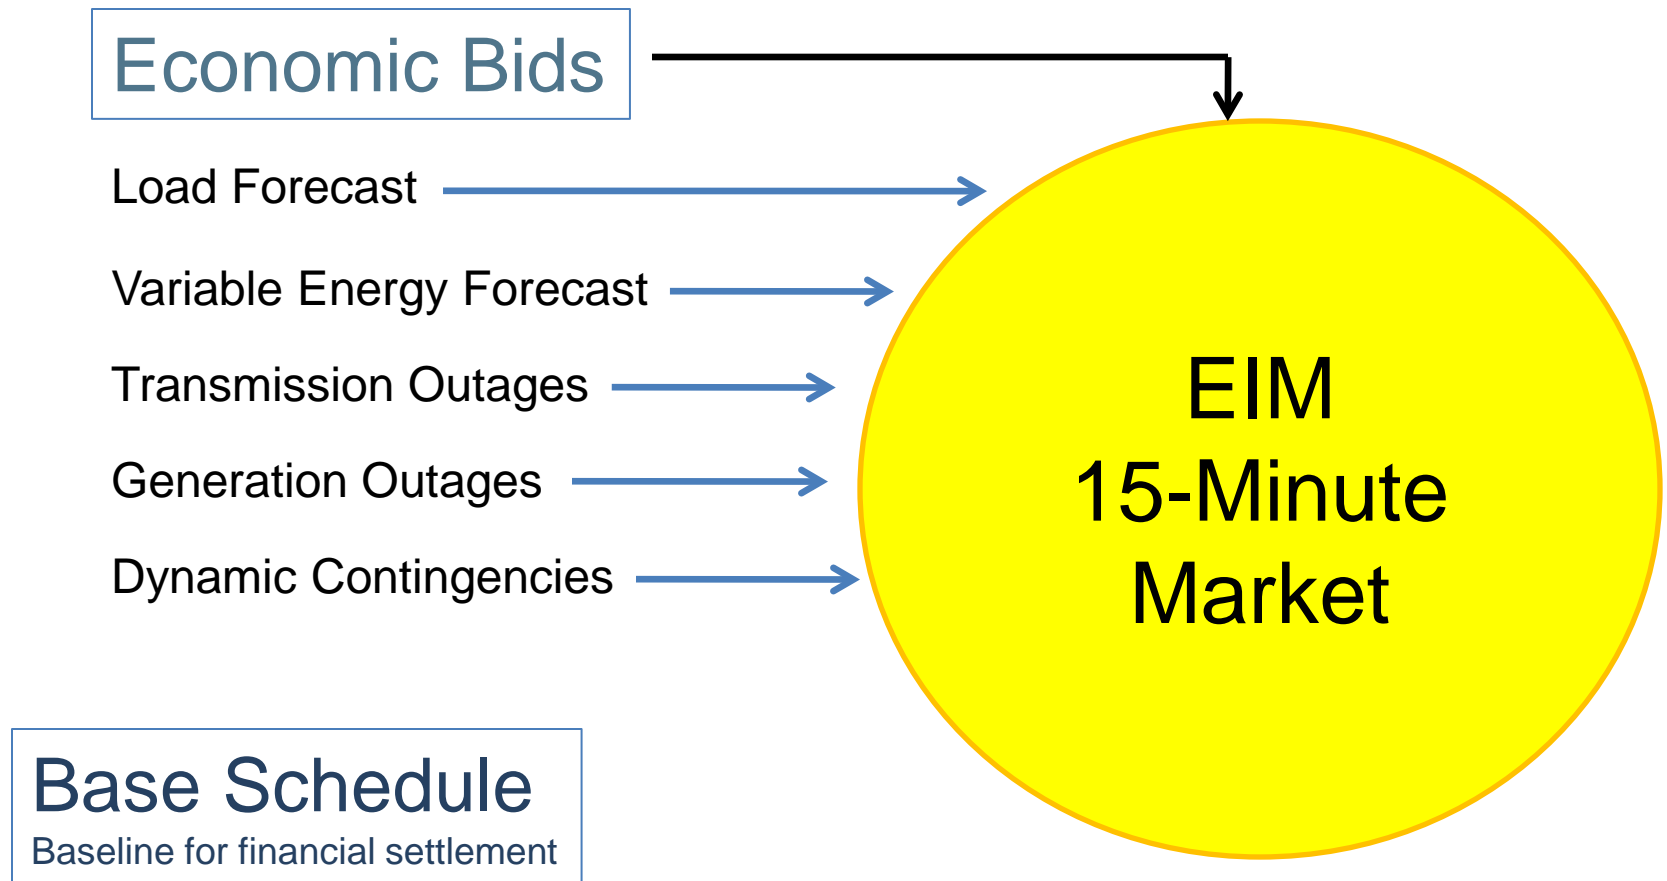 Economic Bids
Load Forecast
Variable Energy Forecast
Transmission Outages
Generation Outages
Dynamic Contingencies
EIM
15-Minute
Market
Base Schedule
Baseline for financial settlement